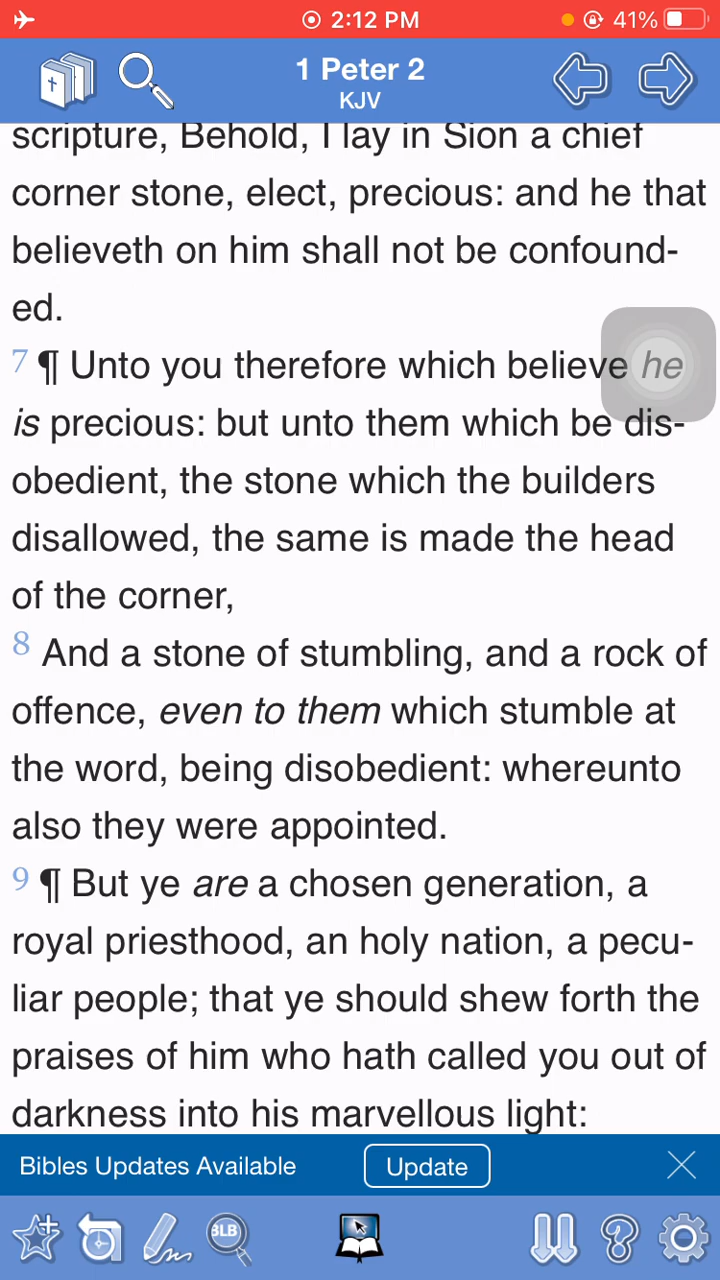 2:12 PM
41%
1 Peter 2
KJV
scripture, Behold, I lay in Sion a chief
corner stone, elect, precious: and he that
believeth on him shall not be confound-
ed.
7 ¶ Unto you therefore which believe he
is precious: but unto them which be dis-
obedient, the stone which the builders
disallowed, the same is made the head
of the corner,
8 And a stone of stumbling, and a rock of
offence, even to them which stumble at
the word, being disobedient: whereunto
also they were appointed.
9 ¶ But ye are a chosen generation, a
royal priesthood, an holy nation, a pecu-
liar people; that ye should shew forth the
praises of him who hath called you out of
darkness into his marvellous light:
Bibles Updates Available
Update
BLB